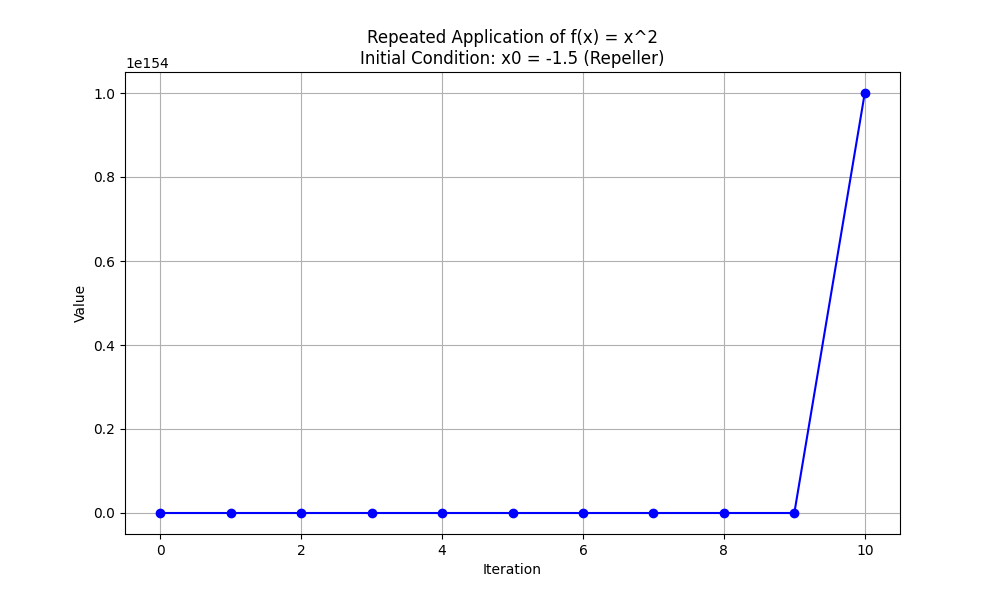 Repeated Application of f(x) = x^2
Initial Condition: x0 = -1.5 (Repeller)
1e154
1.0
0.8
0.6
0.4
0.2
0.0
Value
0 2 4 6 8 10
Iteration